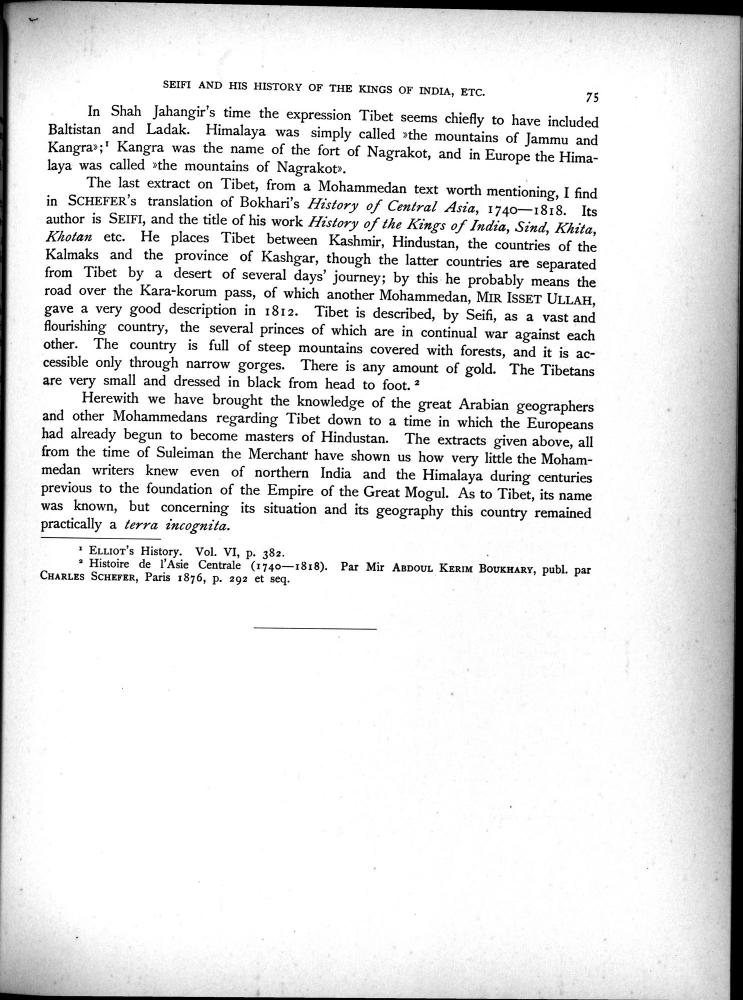 SEIFI AND HIS HISTORY OF THE KINGS OF INDIA, ETC.
75
In Shah Jahangir's time the expression Tibet seems chiefly to have included
Baltistan and Ladak. Himalaya was simply called »the mountains of Jammu and
Kangra»;¹ Kangra was the name of the fort of Nagrakot, and in Europe the Hima-
laya was called »the mountains of Nagrakot».
The last extract on Tibet, from a Mohammedan text worth mentioning, I find
in SCHEFER's translation of Bokhari's History of Central Asia, 1740—1818. Its
author is SEIFI, and the title of his work History of the Kings of India, Sind, Khita,
Khotan etc. He places Tibet between Kashmir, Hindustan, the countries of the
Kalmaks and the province of Kashgar, though the latter countries are separated
from Tibet by a desert of several days' journey; by this he probably means the
road over the Kara-korum pass, of which another Mohammedan, MIR ISSET ULLAH,
gave a very good description in 1812. Tibet is described, by Seifi, as a vast and
flourishing country, the several princes of which are in continual war against each
other. The country is full of steep mountains covered with forests, and it is ac-
cessible only through narrow gorges. There is any amount of gold. The Tibetans
are very small and dressed in black from head to foot.²
Herewith we have brought the knowledge of the great Arabian geographers
and other Mohammedans regarding Tibet down to a time in which the Europeans
had already begun to become masters of Hindustan. The extracts given above, all
from the time of Suleiman the Merchant have shown us how very little the Moham-
medan writers knew even of northern India and the Himalaya during centuries
previous to the foundation of the Empire of the Great Mogul. As to Tibet, its name
was known, but concerning its situation and its geography this country remained
practically a terra incognita.
¹ ELLIOT's History. Vol. VI, p. 382.
² Histoire de l'Asie Centrale (1740—1818). Par Mir ABDOUL KERIM BOUKHARY, publ. par
CHARLES SCHEFER, Paris 1876, p. 292 et seq.